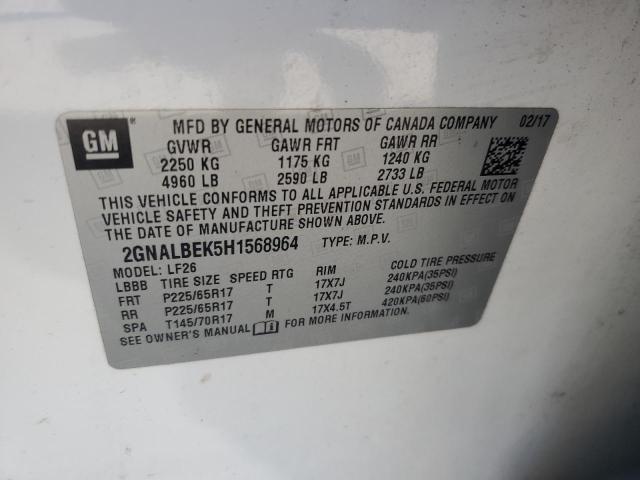 GM ® MFD BY GENERAL MOTORS OF CANADA COMPANY 02/17
GVWR GAWR FRT GAWR RR
2250 KG 1175 KG 1240 KG
4960 LB 2590 LB 2733 LB
THIS VEHICLE CONFORMS TO ALL APPLICABLE U.S. FEDERAL MOTOR
VEHICLE SAFETY AND THEFT PREVENTION STANDARDS IN EFFECT ON
THE DATE OF MANUFACTURE SHOWN ABOVE.
2GNALBEK5H1568964 TYPE: M.P.V.
MODEL: LF26
LBBB TIRE SIZE SPEED RTG RIM COLD TIRE PRESSURE
FRT P225/65R17 T 17X7J 240KPA(35PSI)
RR P225/65R17 T 17X7J 240KPA(35PSI)
SPA T145/70R17 M 17X4.5T 420KPA(60PSI)
SEE OWNER'S MANUAL FOR MORE INFORMATION.